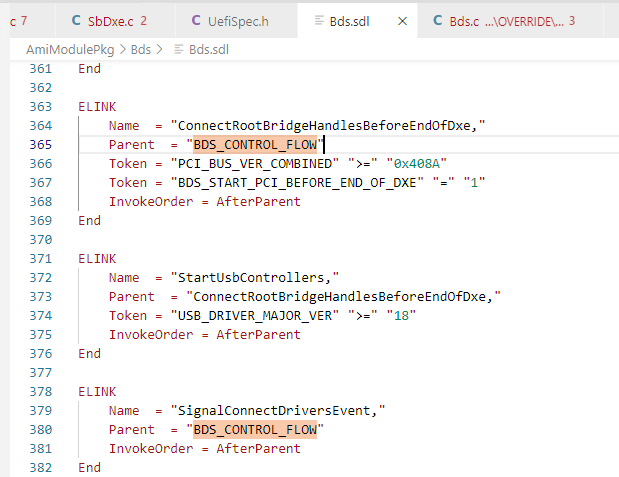 c 7 SbDxe.c 2 UefiSpec.h Bds.sdl Bds.c ...\OVERRIDE\... 3
AmiModulePkg > Bds > Bds.sdl
361 End
362
363 ELINK
364 Name = "ConnectRootBridgeHandlesBeforeEndOfDxe,"
365 Parent = "BDS_CONTROL_FLOW"
366 Token = "PCI_BUS_VER_COMBINED" ">=" "0x408A"
367 Token = "BDS_START_PCI_BEFORE_END_OF_DXE" "=" "1"
368 InvokeOrder = AfterParent
369 End
370
371 ELINK
372 Name = "StartUsbControllers,"
373 Parent = "ConnectRootBridgeHandlesBeforeEndOfDxe,"
374 Token = "USB_DRIVER_MAJOR_VER" ">=" "18"
375 InvokeOrder = AfterParent
376 End
377
378 ELINK
379 Name = "SignalConnectDriversEvent,"
380 Parent = "BDS_CONTROL_FLOW"
381 InvokeOrder = AfterParent
382 End